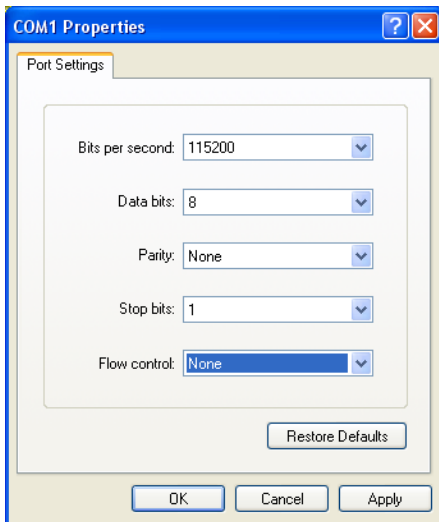 COM1 Properties
Port Settings
Bits per second: 115200
Data bits: 8
Parity: None
Stop bits: 1
Flow control: None
Restore Defaults
OK Cancel Apply